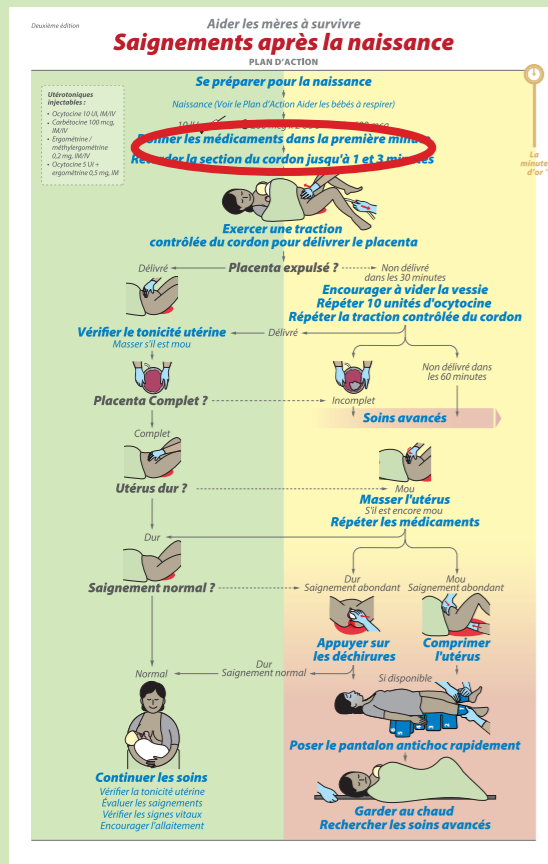 Deuxième édition
Aider les mères à survivre
Saignements après la naissance
PLAN D'ACTION
Utérotoniques
injectables :
• Ocytocine 10 UI, IM/IV
• Carbétocine 100 mcg,
IM/IV
• Ergométrine /
méthylergométrine
0,2 mg, IM/IV
• Ocytocine 5 UI +
ergométrine 0,5 mg, IM
La
minute
d'or
Se préparer pour la naissance
Naissance (Voir le Plan d'Action Aider les bébés à respirer)
les médicaments dans la première
la section du cordon jusqu'à 1 et 3 minutes
Exercer une traction
contrôlée du cordon pour délivrer le placenta
Délivré
Placenta expulsé ?
Non délivré
dans les 30 minutes
Encourager à vider la vessie
Répéter 10 unités d'ocytocine
Répéter la traction contrôlée du cordon
Vérifier le tonicité utérine
Masser s'il est mou
Délivré
Non délivré dans
les 60 minutes
Placenta Complet ?
Incomplet
Soins avancés
Complet
Utérus dur ?
Mou
Masser l'utérus
S'il est encore mou
Répéter les médicaments
Dur
Saignement normal ?
Dur
Saignement abondant
Mou
Saignement abondant
Appuyer sur
les déchirures
Comprimer
l'utérus
Normal
Dur
Saignement normal
Si disponible
Poser le pantalon antichoc rapidement
Continuer les soins
Vérifier la tonicité utérine
Évaluer les saignements
Vérifier les signes vitaux
Encourager l'allaitement
Garder au chaud
Rechercher les soins avancés